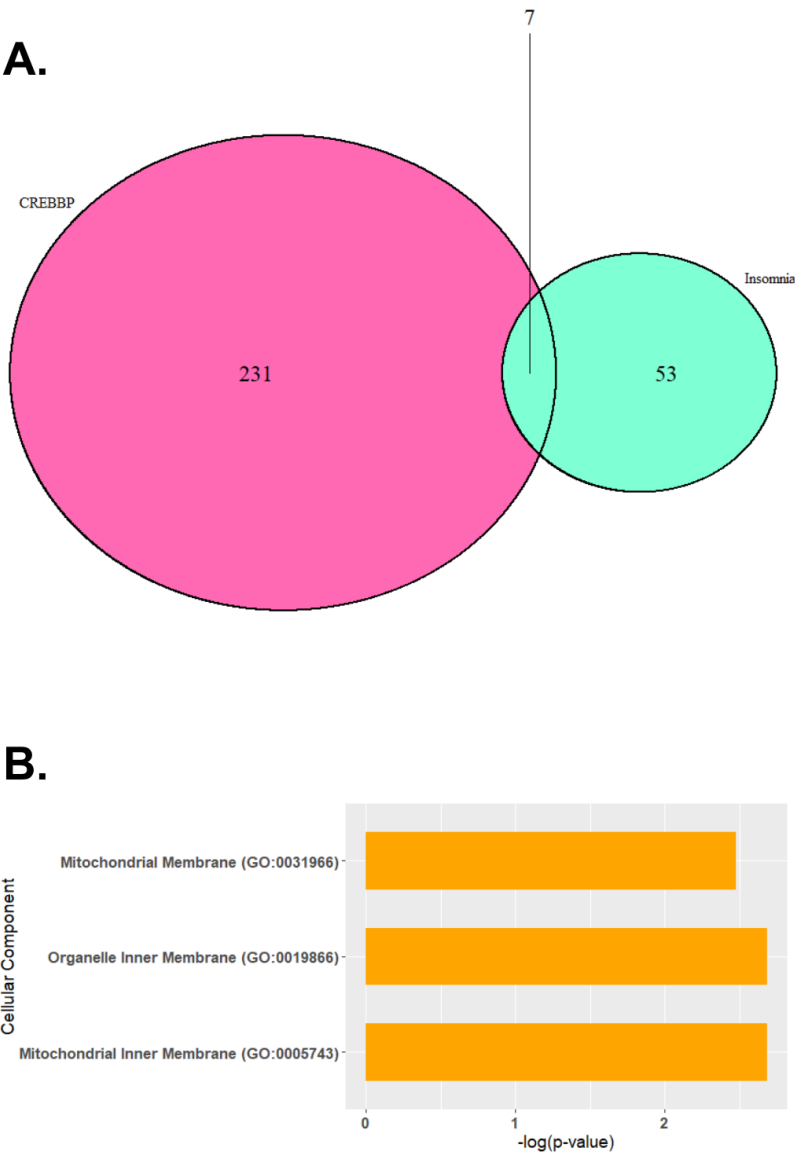 7
A.
CREBBP
Insomnia
231
53
B.
Mitochondrial Membrane (GO:0031966)
Organelle Inner Membrane (GO:0019866)
Mitochondrial Inner Membrane (GO:0005743)
Cellular Component
0 1 2
-log(p-value)